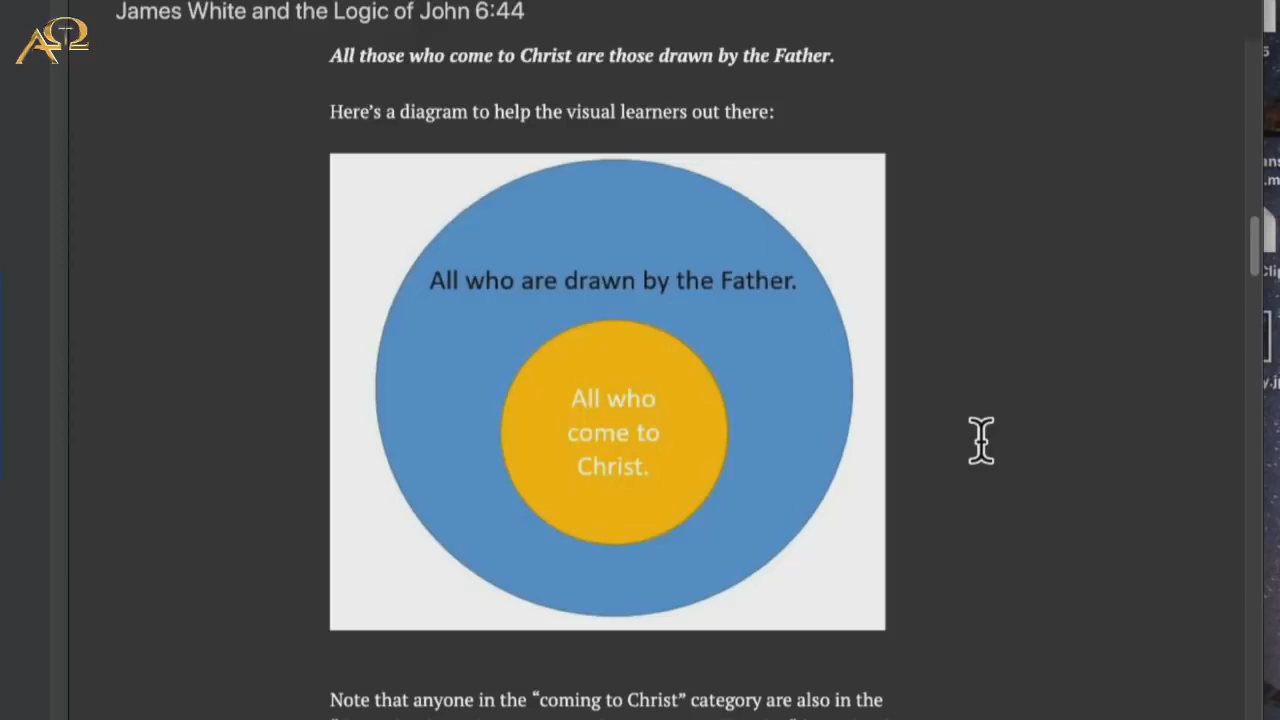 James White and the Logic of John 6:44
ΑΩ
All those who come to Christ are those drawn by the Father.
Here’s a diagram to help the visual learners out there:
All who are drawn by the Father.
All who
come to
Christ.
Note that anyone in the “coming to Christ” category are also in the